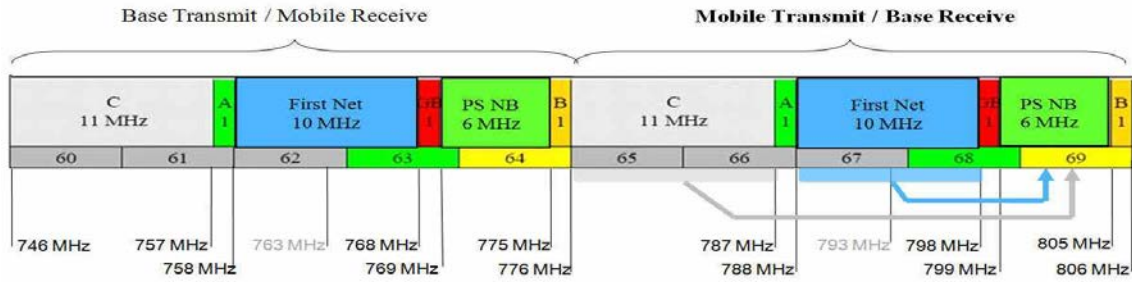 Base Transmit / Mobile Receive
Mobile Transmit / Base Receive
C
11 MHz
A
1
First Net
10 MHz
GB
1
PS NB
6 MHz
B
1
C
11 MHz
A
1
First Net
10 MHz
GB
1
PS NB
6 MHz
B
1
60
61
62
63
64
65
66
67
68
69
746 MHz
757 MHz
763 MHz
768 MHz
775 MHz
787 MHz
793 MHz
798 MHz
805 MHz
758 MHz
769 MHz
776 MHz
788 MHz
799 MHz
806 MHz